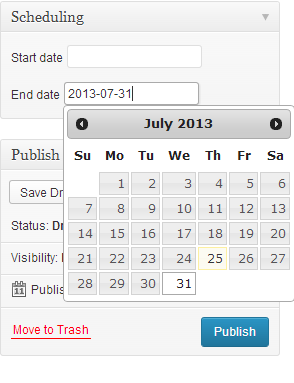 Scheduling
Start date
End date 2013-07-31
July 2013
Su Mo Tu We Th Fr Sa
1 2 3 4 5 6
7 8 9 10 11 12 13
14 15 16 17 18 19 20
21 22 23 24 25 26 27
28 29 30 31
Publish
Save Dr
Status: Dr
Visibility:
Publis
Move to Trash
Publish